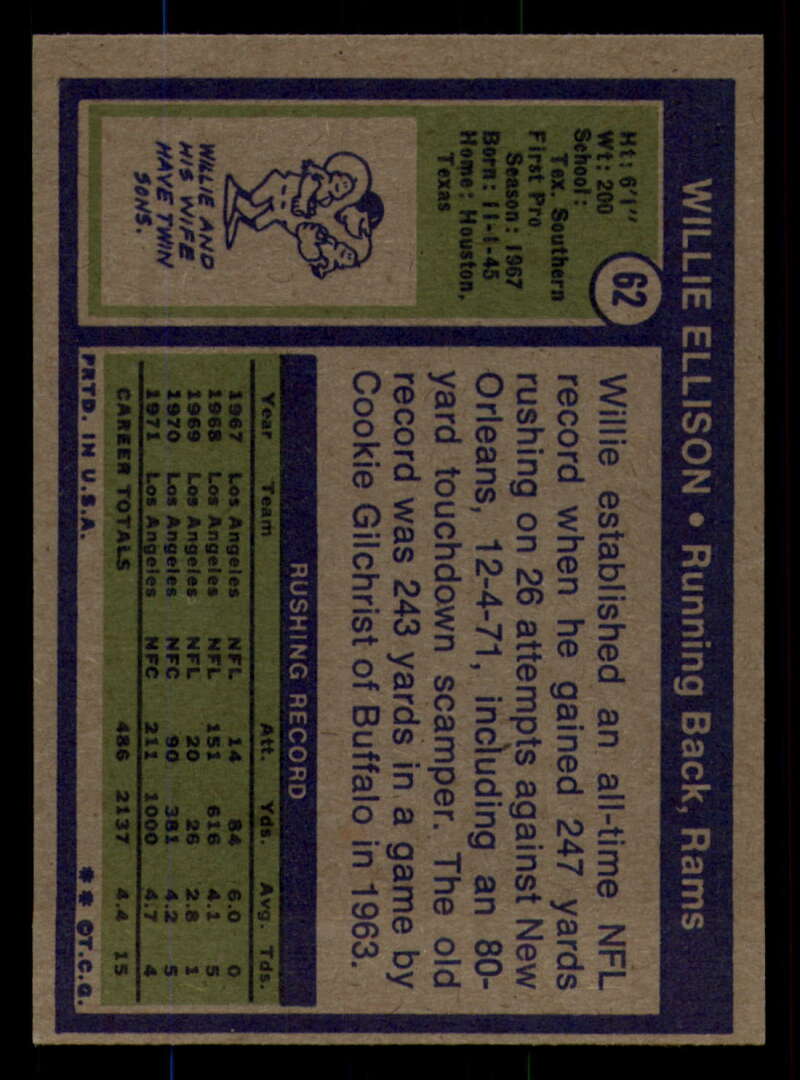 WILLIE ELLISON • Running Back, Rams
62
Ht: 6'1"
Wt: 200
School:
Tex. Southern
First Pro
Season: 1967
Born: 11-1-45
Home: Houston,
Texas
WILLIE AND
HIS WIFE
HAVE TWIN
SONS.
Willie established an all-time NFL
record when he gained 247 yards
rushing on 26 attempts against New
Orleans, 12-4-71, including an 80-
yard touchdown scamper. The old
record was 243 yards in a game by
Cookie Gilchrist of Buffalo in 1963.
RUSHING RECORD
Year Team Att. Yds. Avg. Tds.
1967 Los Angeles NFL 14 84 6.0 0
1968 Los Angeles NFL 151 616 4.1 5
1969 Los Angeles NFL 20 26 2.8 1
1970 Los Angeles NFC 90 381 4.2 5
1971 Los Angeles NFC 211 1000 4.7 4
CAREER TOTALS 486 2137 4.4 15
PRTD. IN U.S.A. ** ©T.C.G.